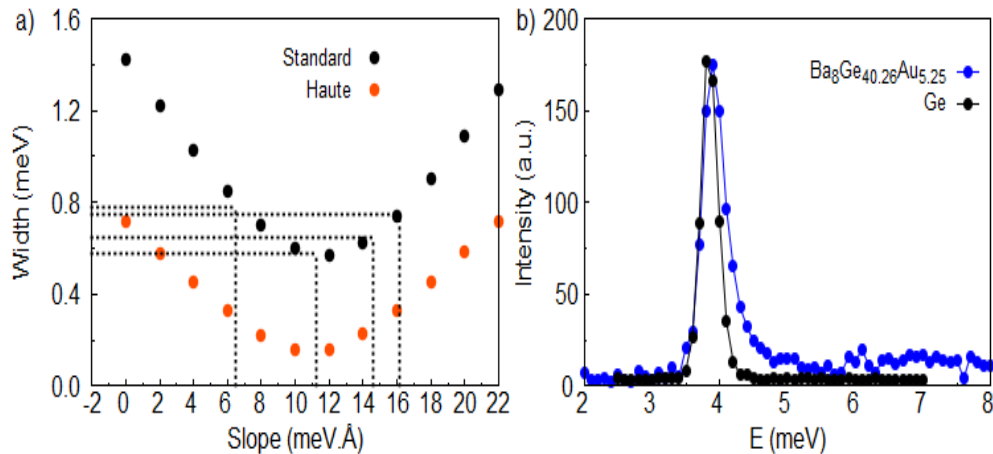 a)
1.6
1.2
0.8
0.4
0.0
Width (meV)
Standard
Haute
-2 0 2 4 6 8 10 12 14 16 18 20 22
Slope (meV.Å)
b)
200
150
100
50
0
Intensity (a.u.)
Ba8Ge40.26Au5.25
Ge
2 3 4 5 6 7 8
E (meV)